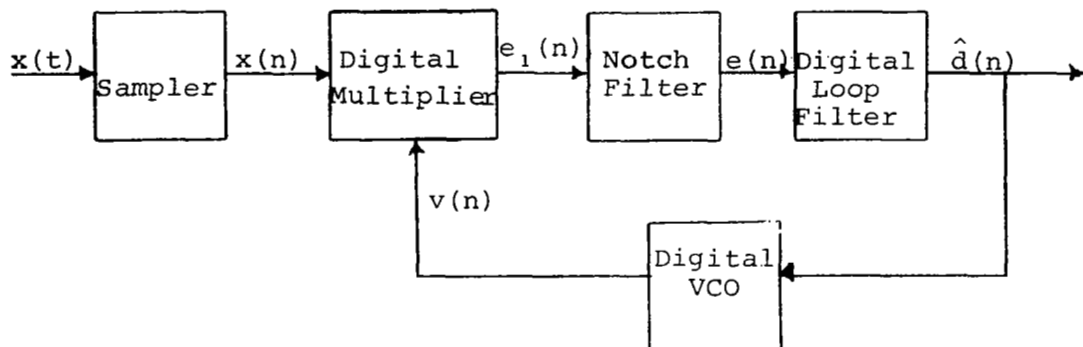 x(t)
Sampler
x(n)
Digital
Multiplier
e₁(n)
Notch
Filter
e(n)
Digital
Loop
Filter
d̂(n)
v(n)
Digital
VCO